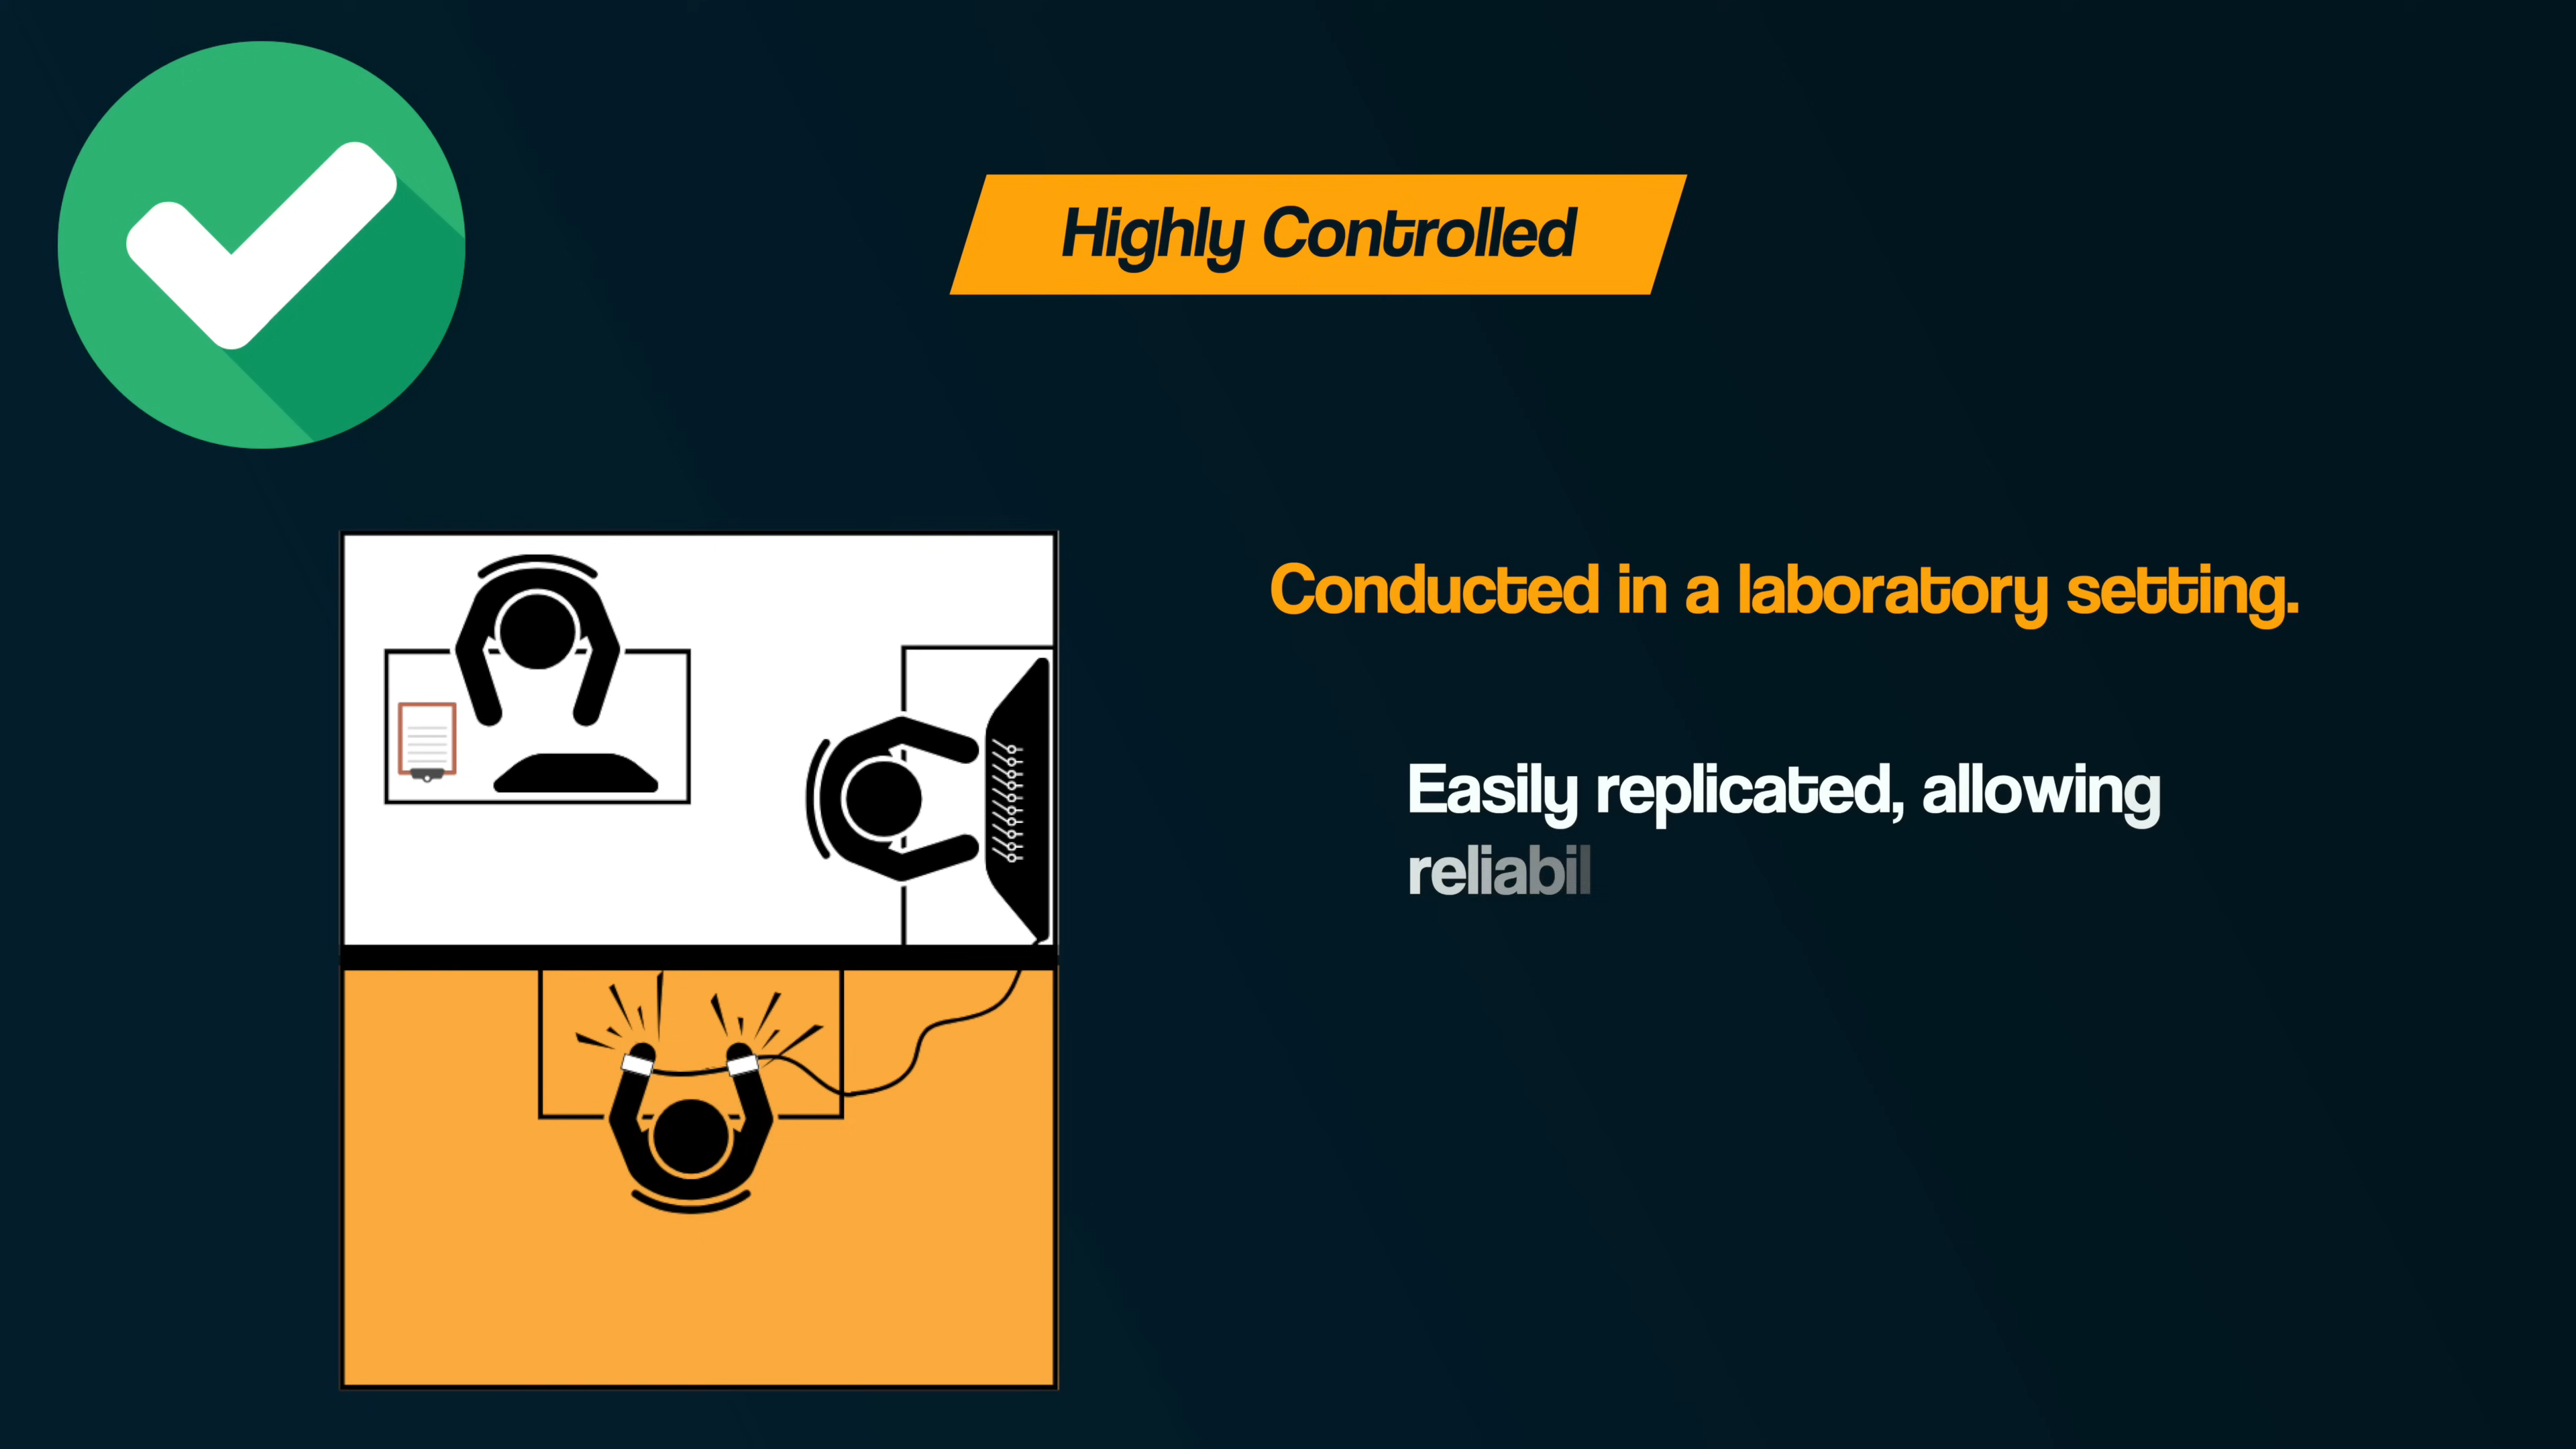 Highly Controlled
Conducted in a laboratory setting.
Easily replicated, allowing
reliabil